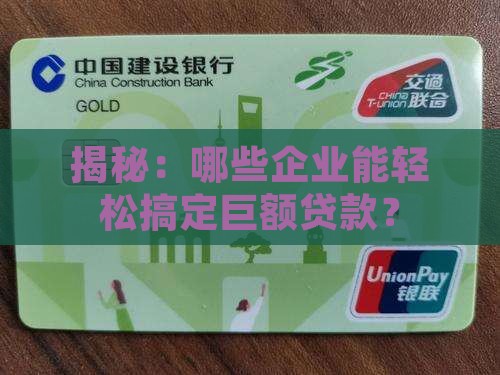 中国建设银行
China Construction Bank
GOLD
交通
联合
CHINA
T-UNION
揭秘：哪些企业能轻
松搞定巨额贷款？
UnionPay
银联